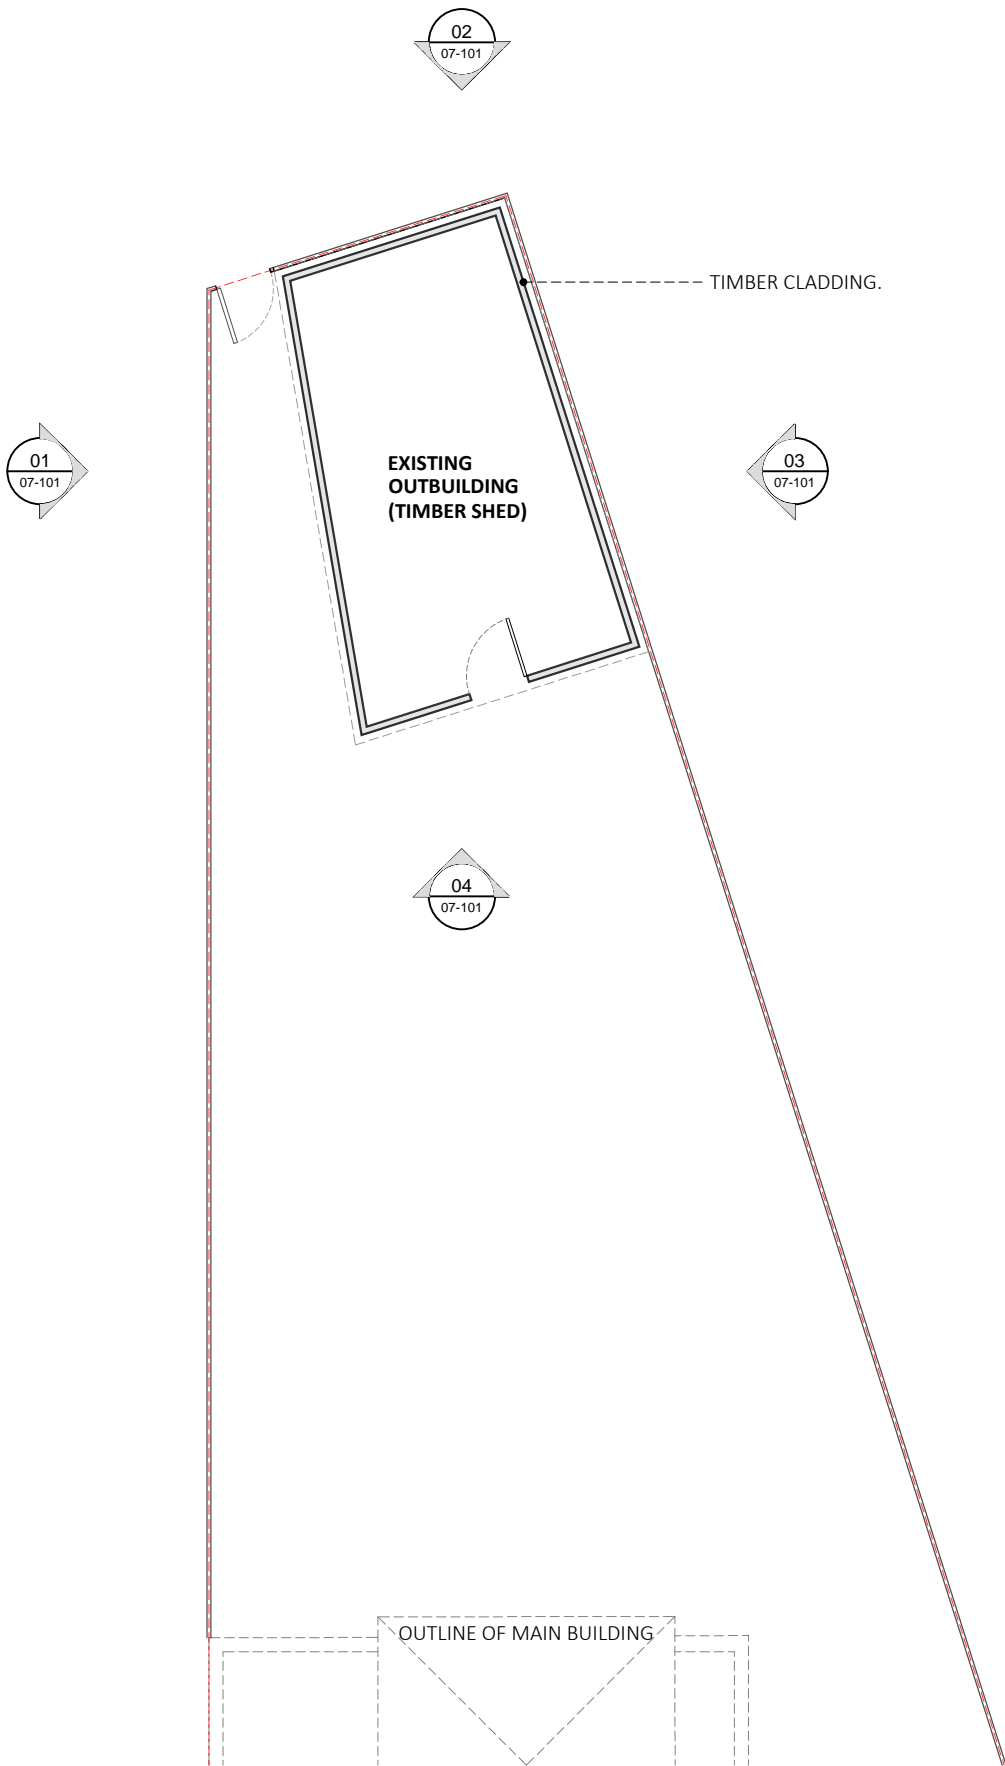 02
07-101
TIMBER CLADDING.
01
07-101
EXISTING
OUTBUILDING
(TIMBER SHED)
03
07-101
04
07-101
OUTLINE OF MAIN BUILDING